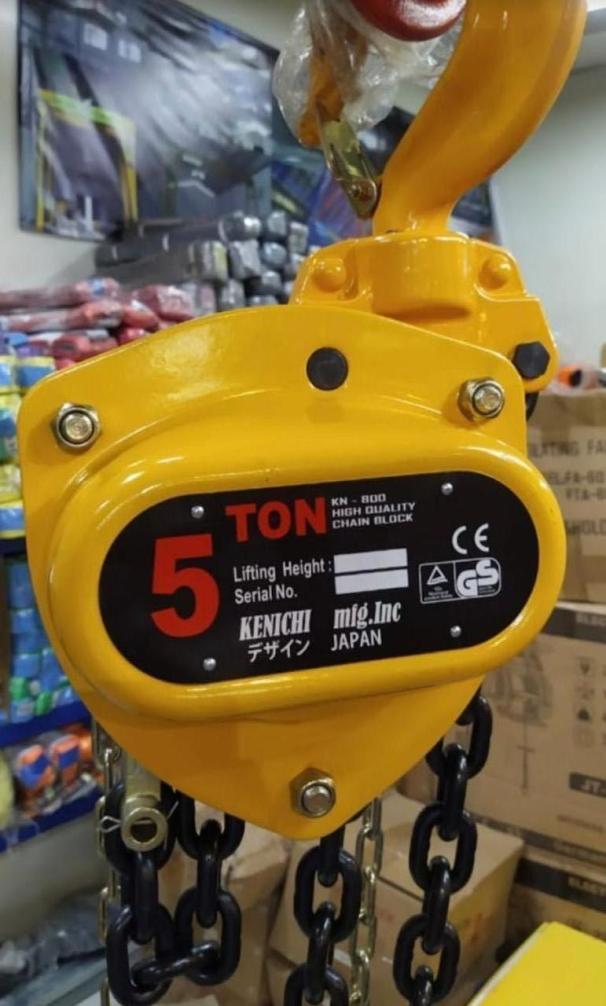 5 TON
KN - 800
HIGH QUALITY
CHAIN BLOCK
Lifting Height :
Serial No.
CE
GS
KENICHI mfg.Inc
デザイン JAPAN